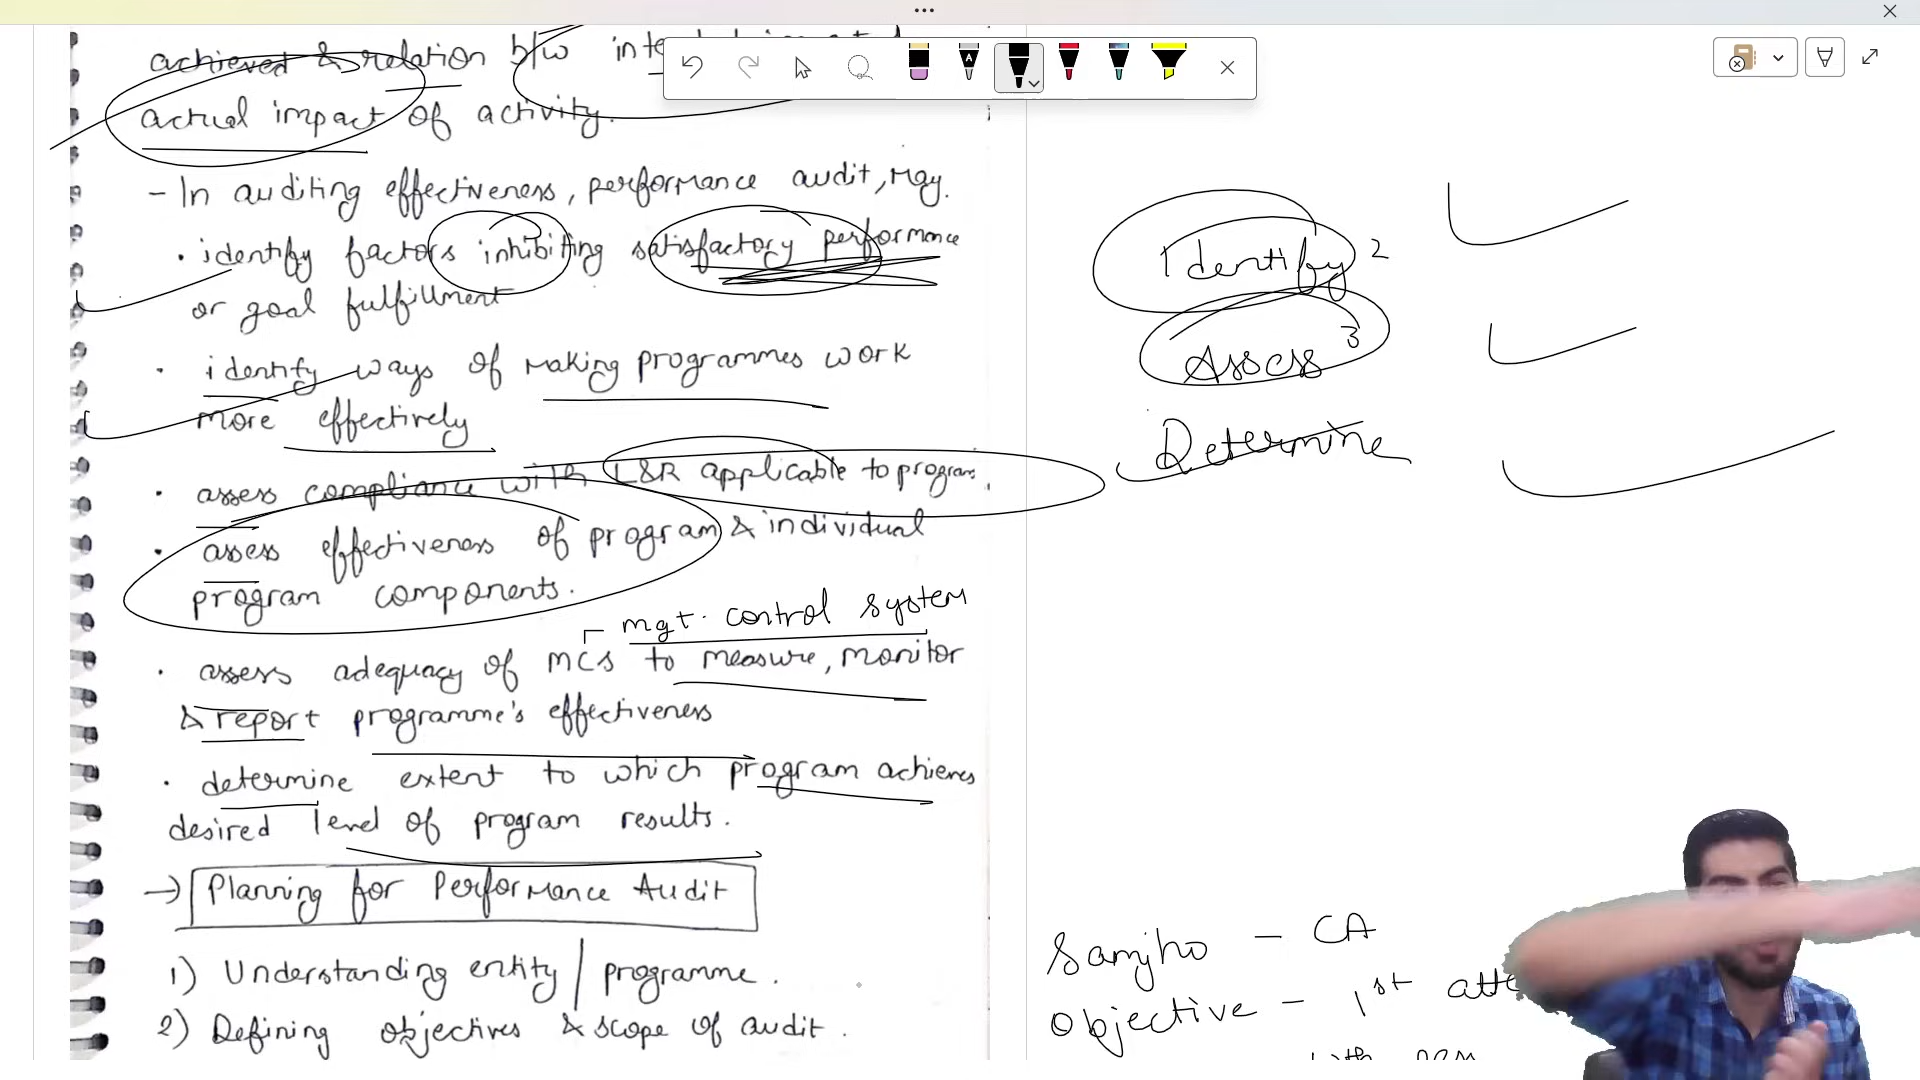 achieved & relation b/w
actual impact of activity.
- In auditing effectiveness, performance audit, may.
• identify factors inhibiting satisfactory performance
or goal fulfillment
• identify ways of making programmes work
more effectively
• assess compliance with L&R applicable to program.
• assess effectiveness of program & individual
program components.
mgt. control system
• assess adequacy of MCS to measure, monitor
& report programme's effectiveness
• determine extent to which program achieves
desired level of program results.
→ Planning for Performance Audit
1) Understanding entity / programme.
2) Defining objectives & scope of audit.
Identify 2
Assess 3
Determine
Samjho - CA
Objective - 1st atte